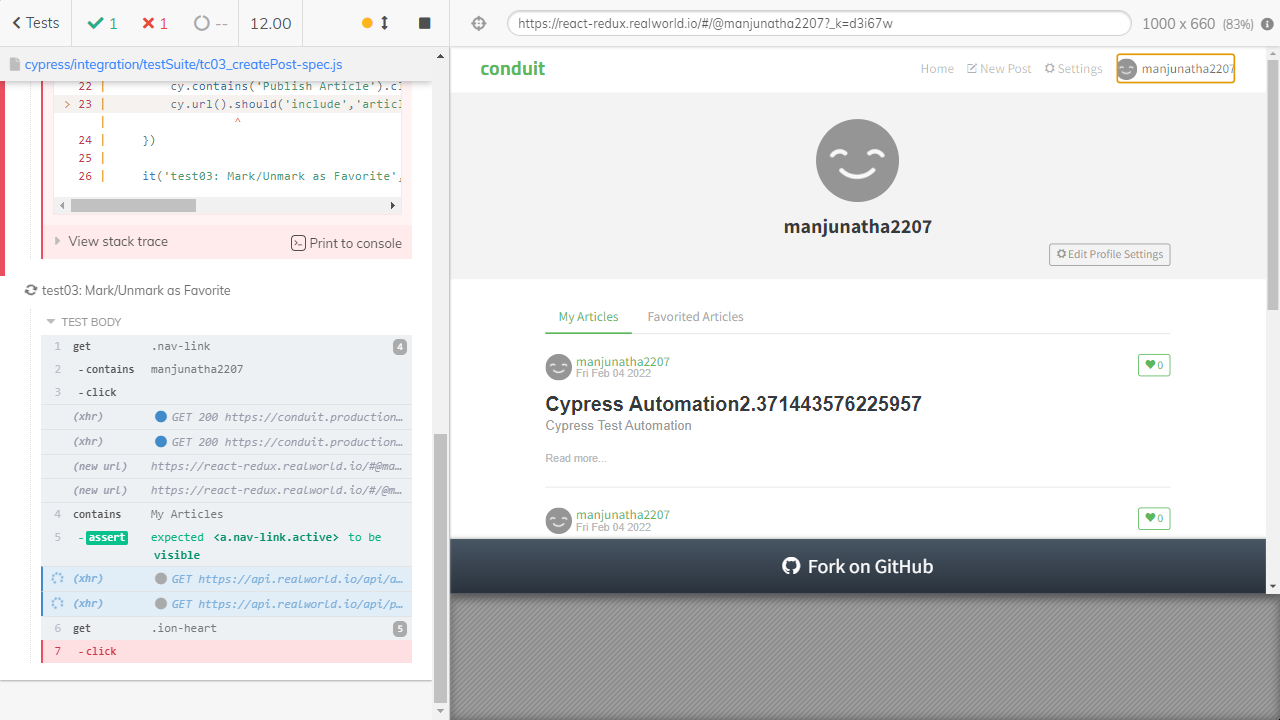 Tests
1
1
--
12.00
https://react-redux.realworld.io/#/@manjunatha2207?_k=d3i67w
1000 x 660 (83%)
cypress/integration/testSuite/tc03_createPost-spec.js
22 | cy.contains('Publish Article').cl
> 23 | cy.url().should('include','articl
| ^
24 | })
25 |
26 | it('test03: Mark/Unmark as Favorite',
View stack trace
Print to console
test03: Mark/Unmark as Favorite
TEST BODY
1 get .nav-link 4
2 -contains manjunatha2207
3 -click
(xhr) GET 200 https://conduit.production...
(xhr) GET 200 https://conduit.production...
(new url) https://react-redux.realworld.io/#@ma...
(new url) https://react-redux.realworld.io/#/@m...
4 contains My Articles
5 -assert expected <a.nav-link.active> to be
visible
(xhr) GET https://api.realworld.io/api/a...
(xhr) GET https://api.realworld.io/api/p...
6 get .ion-heart 5
7 -click
conduit
Home
New Post
Settings
manjunatha2207
manjunatha2207
Edit Profile Settings
My Articles
Favorited Articles
manjunatha2207
Fri Feb 04 2022
0
Cypress Automation2.371443576225957
Cypress Test Automation
Read more...
manjunatha2207
Fri Feb 04 2022
0
Fork on GitHub